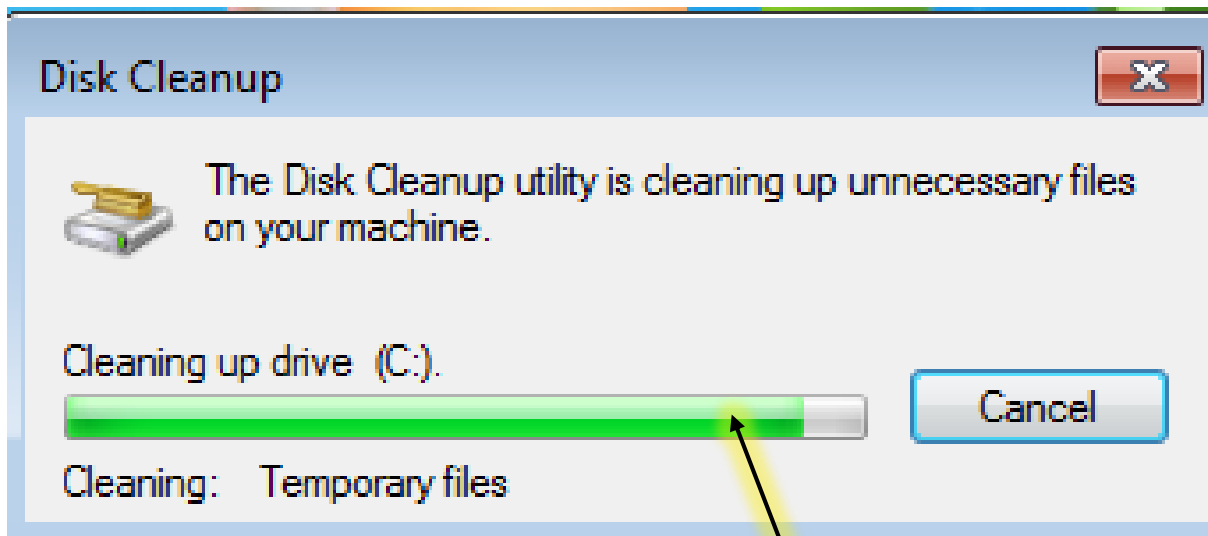 Disk Cleanup
The Disk Cleanup utility is cleaning up unnecessary files
on your machine.
Cleaning up drive (C:).
Cancel
Cleaning: Temporary files